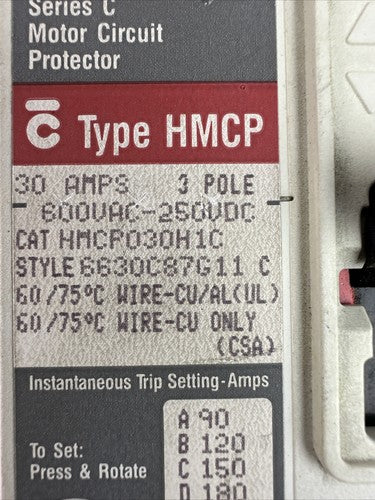 Series C
Motor Circuit
Protector
C Type HMCP
30 AMPS 3 POLE
600VAC-250VDC
CAT HMCP030H1C
STYLE 6630C87G11 C
60/75°C WIRE-CU/AL(UL)
60/75°C WIRE-CU ONLY
(CSA)
Instantaneous Trip Setting-Amps
A 90
To Set: B 120
Press & Rotate C 150
D 180